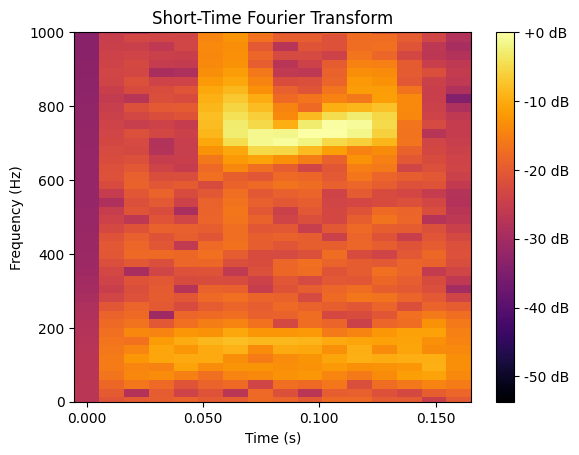 Short-Time Fourier Transform
Frequency (Hz)
1000
800
600
400
200
0
0.000
0.050
0.100
0.150
Time (s)
+0 dB
-10 dB
-20 dB
-30 dB
-40 dB
-50 dB